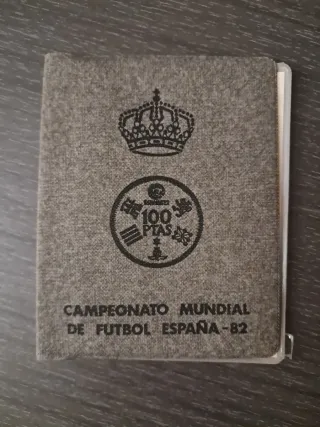 100
PTAS
CAMPEONATO MUNDIAL
DE FUTBOL ESPAÑA-82